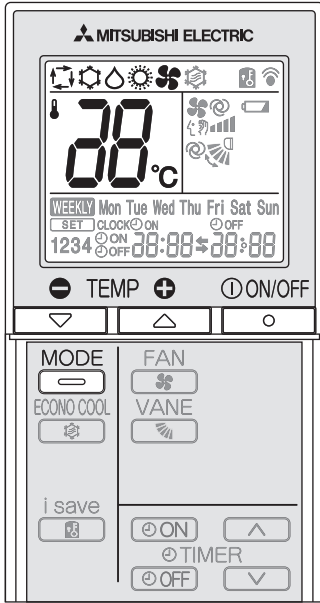 MITSUBISHI ELECTRIC
88°C
WEEKLY Mon Tue Wed Thu Fri Sat Sun
SET CLOCK ON OFF
1234 ON OFF 88:88 88:88
TEMP ON/OFF
MODE FAN
ECONO COOL VANE
i save
ON
TIMER
OFF